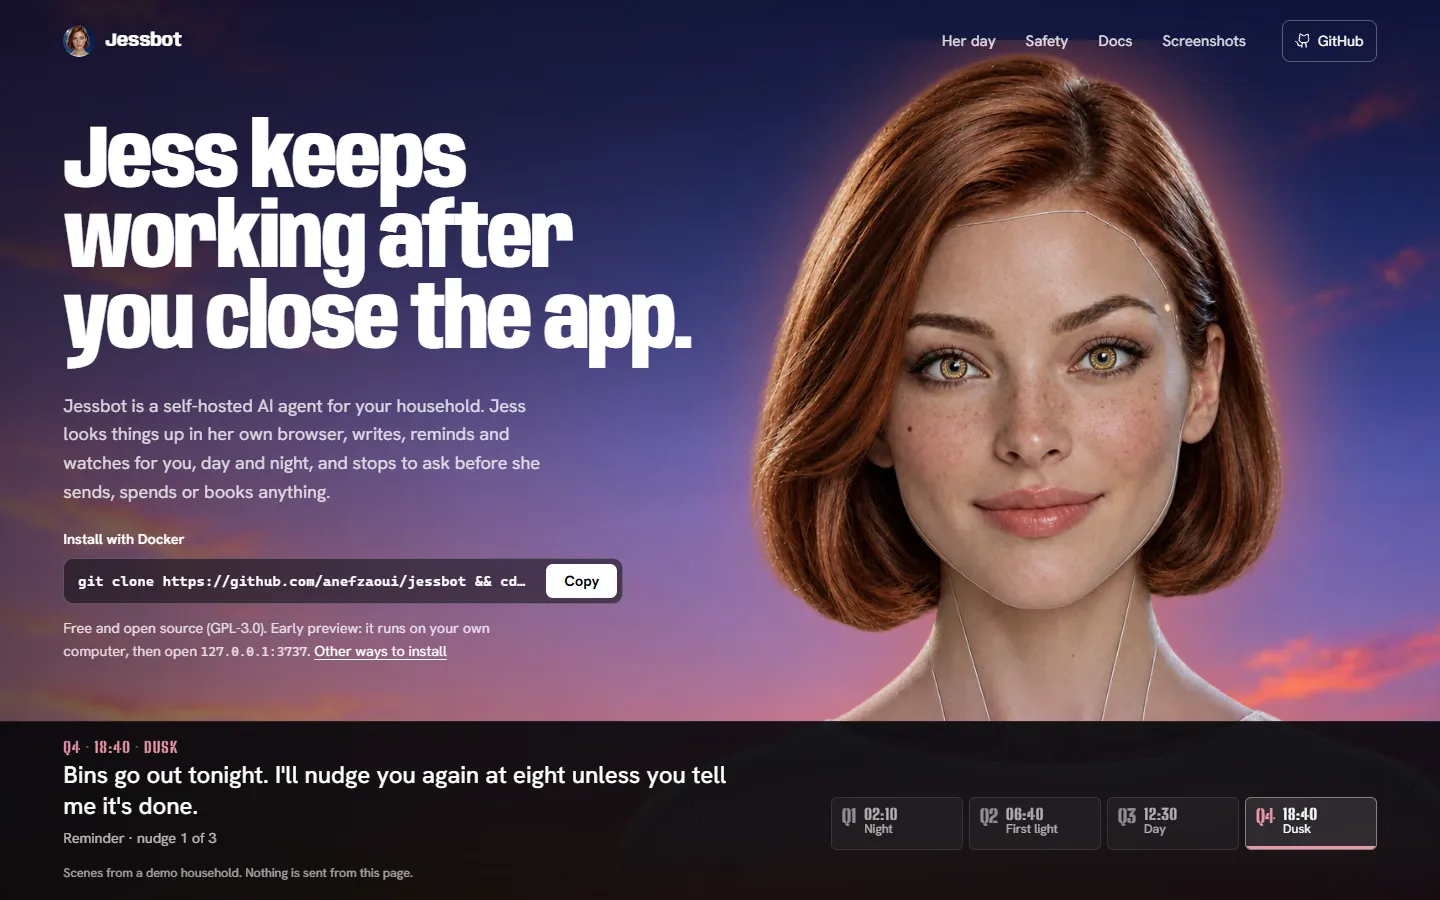 Jessbot
Her day
Safety
Docs
Screenshots
GitHub
Jess keeps
working after
you close the app.
Jessbot is a self-hosted AI agent for your household. Jess
looks things up in her own browser, writes, reminds and
watches for you, day and night, and stops to ask before she
sends, spends or books anything.
Install with Docker
git clone https://github.com/anefzaoui/jessbot && cd…
Copy
Free and open source (GPL-3.0). Early preview: it runs on your own
computer, then open 127.0.0.1:3737. Other ways to install
Q4 · 18:40 · DUSK
Bins go out tonight. I'll nudge you again at eight unless you tell
me it's done.
Reminder · nudge 1 of 3
Scenes from a demo household. Nothing is sent from this page.
Q1 02:10
Night
Q2 06:40
First light
Q3 12:30
Day
Q4 18:40
Dusk